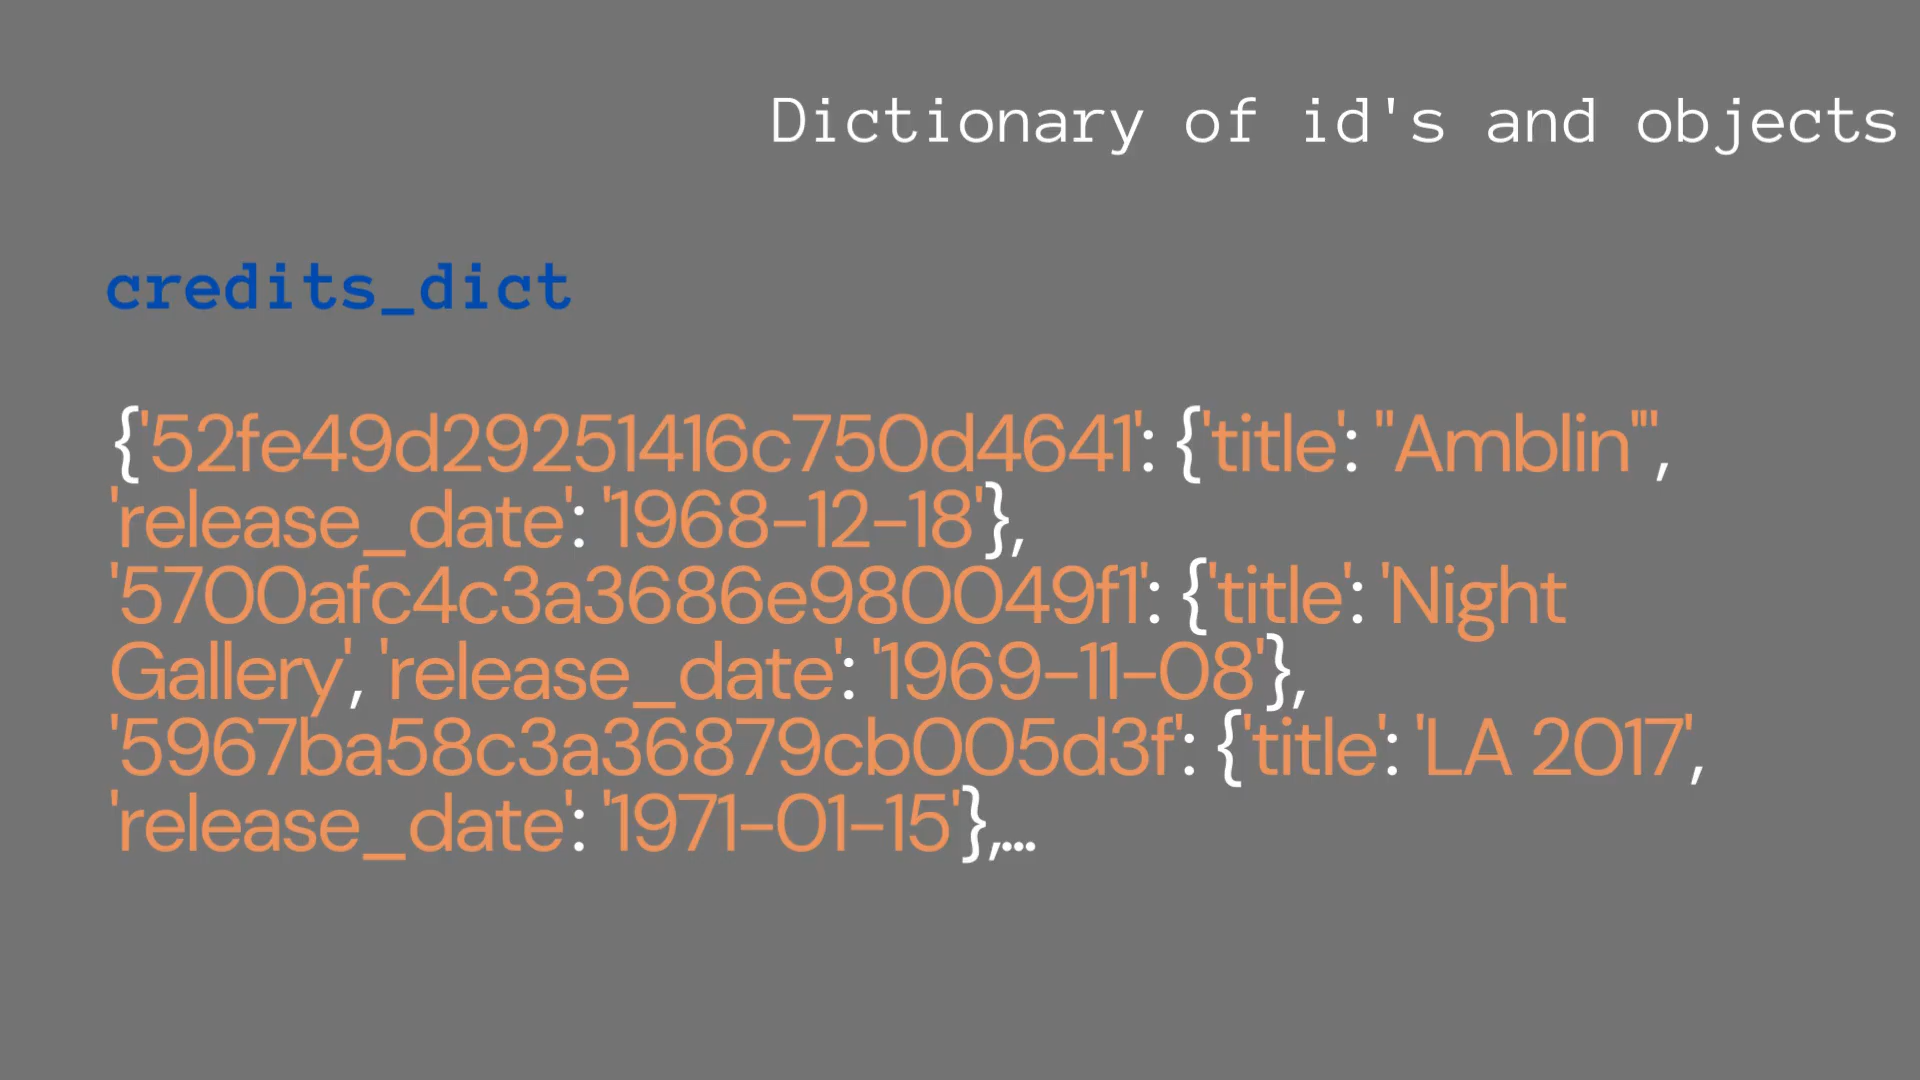 Dictionary of id's and objects
credits_dict
{'52fe49d29251416c750d4641': {'title': "Amblin'",
'release_date': '1968-12-18'},
'5700afc4c3a3686e980049f1': {'title': 'Night
Gallery', 'release_date': '1969-11-08'},
'5967ba58c3a36879cb005d3f': {'title': 'LA 2017',
'release_date': '1971-01-15'},...